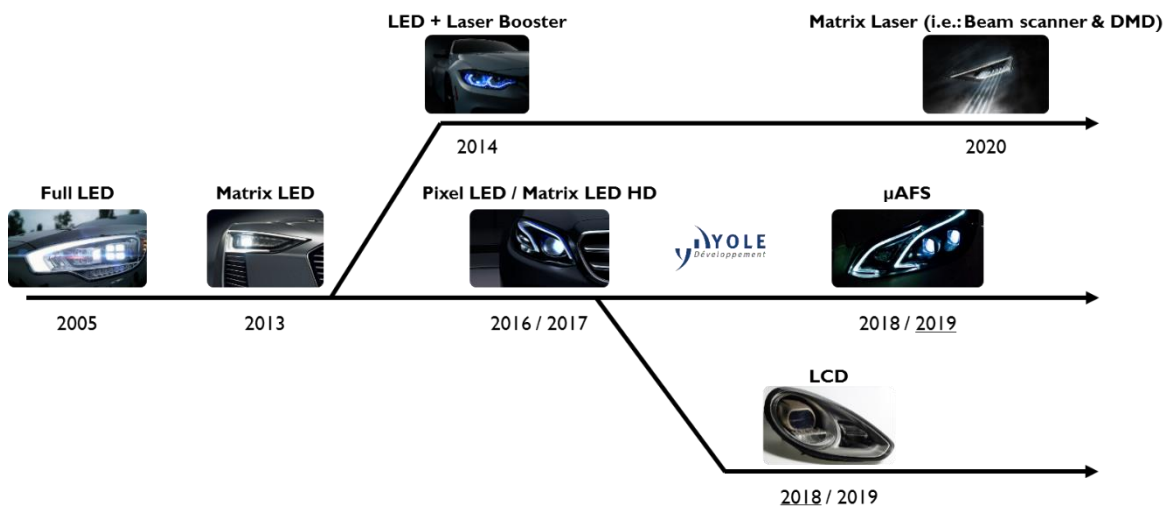 LED + Laser Booster
Matrix Laser (i.e.: Beam scanner & DMD)
2014
2020
Full LED
Matrix LED
Pixel LED / Matrix LED HD
µAFS
YOLE
Développement
2005
2013
2016 / 2017
2018 / 2019
LCD
2018 / 2019